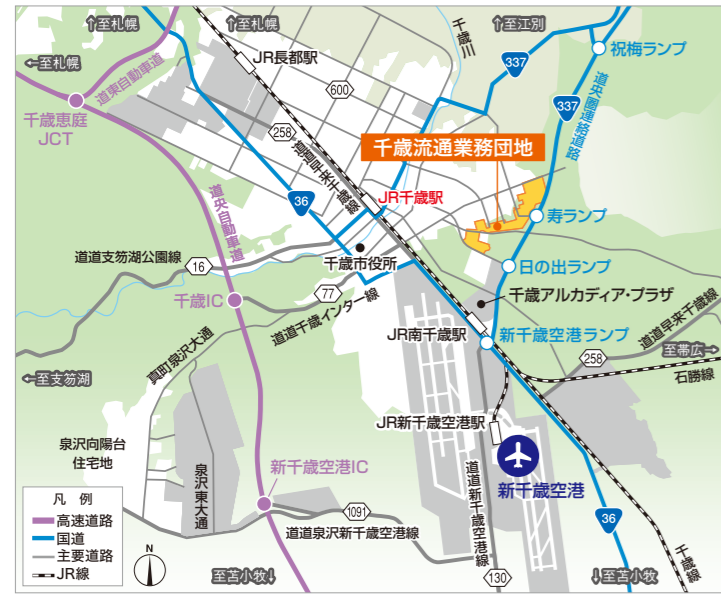 ↑至札幌
↑至札幌
千歳川
↑至江別
祝梅ランプ
←至札幌
道東自動車道
JR長都駅
337
600
337
道央圏連絡道路
千歳恵庭
JCT
258
道道早来千歳線
千歳流通業務団地
36
JR千歳駅
道央自動車道
寿ランプ
道道支笏湖公園線
16
千歳市役所
日の出ランプ
77
千歳アルカディア・プラザ
千歳IC
道道千歳インター線
JR南千歳駅
新千歳空港ランプ
道道早来千歳線
真町泉沢大通
258
至帯広→
石勝線
←至支笏湖
JR新千歳空港駅
泉沢向陽台
住宅地
泉沢東大通
新千歳空港IC
新千歳空港
道道新千歳空港線
凡 例
高速道路
国道
主要道路
JR線
N
1091
道道泉沢新千歳空港線
36
千歳線
至苫小牧↓
130
↓至苫小牧